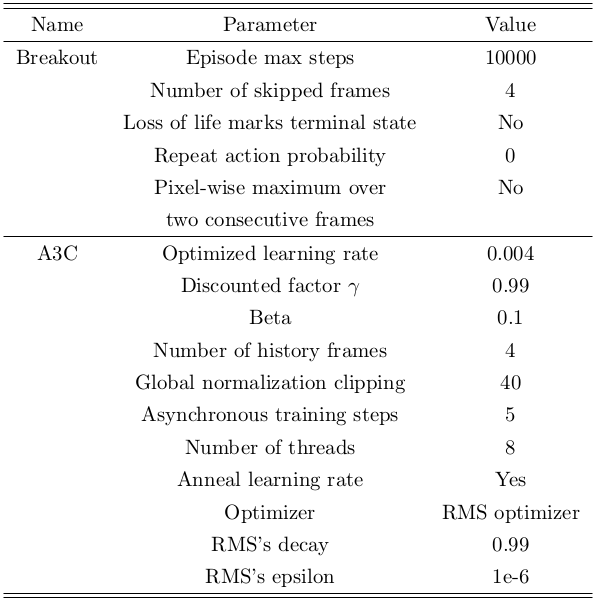 Name Parameter Value
Breakout Episode max steps 10000
Number of skipped frames 4
Loss of life marks terminal state No
Repeat action probability 0
Pixel-wise maximum over No
two consecutive frames
A3C Optimized learning rate 0.004
Discounted factor γ 0.99
Beta 0.1
Number of history frames 4
Global normalization clipping 40
Asynchronous training steps 5
Number of threads 8
Anneal learning rate Yes
Optimizer RMS optimizer
RMS's decay 0.99
RMS's epsilon 1e-6